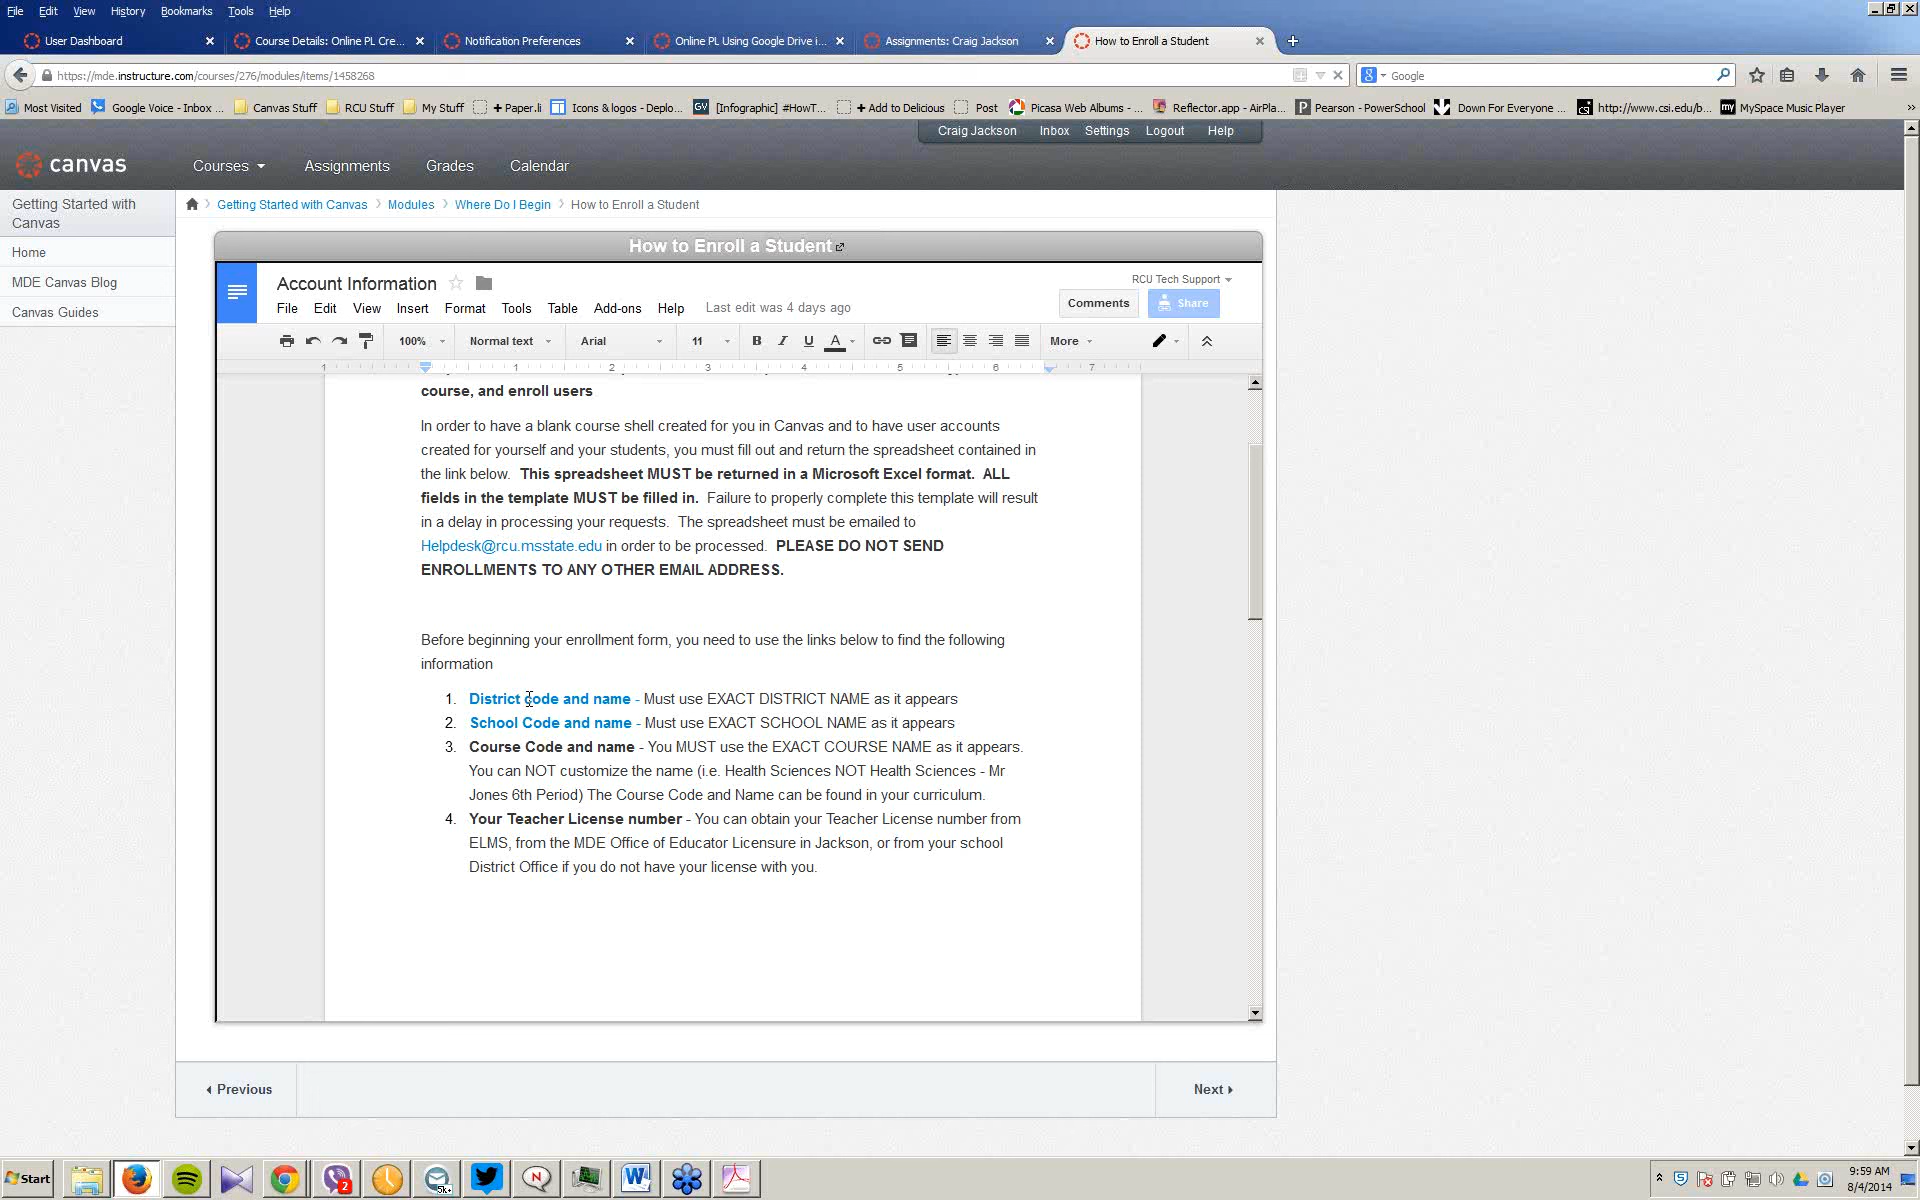 File Edit View History Bookmarks Tools Help
User Dashboard
Course Details: Online PL Cre...
Notification Preferences
Online PL Using Google Drive i...
Assignments: Craig Jackson
How to Enroll a Student
https://mde.instructure.com/courses/276/modules/items/1458268
Google
Most Visited Google Voice - Inbox ... Canvas Stuff RCU Stuff My Stuff + Paper.li Icons & logos - Deplo... [Infographic] #HowT... + Add to Delicious Post Picasa Web Albums - ... Reflector.app - AirPla... Pearson - PowerSchool Down For Everyone ... http://www.csi.edu/b... MySpace Music Player
Craig Jackson Inbox Settings Logout Help
canvas
Courses Assignments Grades Calendar
Getting Started with
Canvas
Home
MDE Canvas Blog
Canvas Guides
Getting Started with Canvas Modules Where Do I Begin How to Enroll a Student
How to Enroll a Student
Account Information
RCU Tech Support
File Edit View Insert Format Tools Table Add-ons Help Last edit was 4 days ago
Comments Share
100% Normal text Arial 11 B I U A More
1 1 2 3 4 5 6 7
course, and enroll users
In order to have a blank course shell created for you in Canvas and to have user accounts
created for yourself and your students, you must fill out and return the spreadsheet contained in
the link below. This spreadsheet MUST be returned in a Microsoft Excel format. ALL
fields in the template MUST be filled in. Failure to properly complete this template will result
in a delay in processing your requests. The spreadsheet must be emailed to
Helpdesk@rcu.msstate.edu in order to be processed. PLEASE DO NOT SEND
ENROLLMENTS TO ANY OTHER EMAIL ADDRESS.
Before beginning your enrollment form, you need to use the links below to find the following
information
1. District code and name - Must use EXACT DISTRICT NAME as it appears
2. School Code and name - Must use EXACT SCHOOL NAME as it appears
3. Course Code and name - You MUST use the EXACT COURSE NAME as it appears.
You can NOT customize the name (i.e. Health Sciences NOT Health Sciences - Mr
Jones 6th Period) The Course Code and Name can be found in your curriculum.
4. Your Teacher License number - You can obtain your Teacher License number from
ELMS, from the MDE Office of Educator Licensure in Jackson, or from your school
District Office if you do not have your license with you.
Previous
Next
Start
2
5k+
9:59 AM
8/4/2014